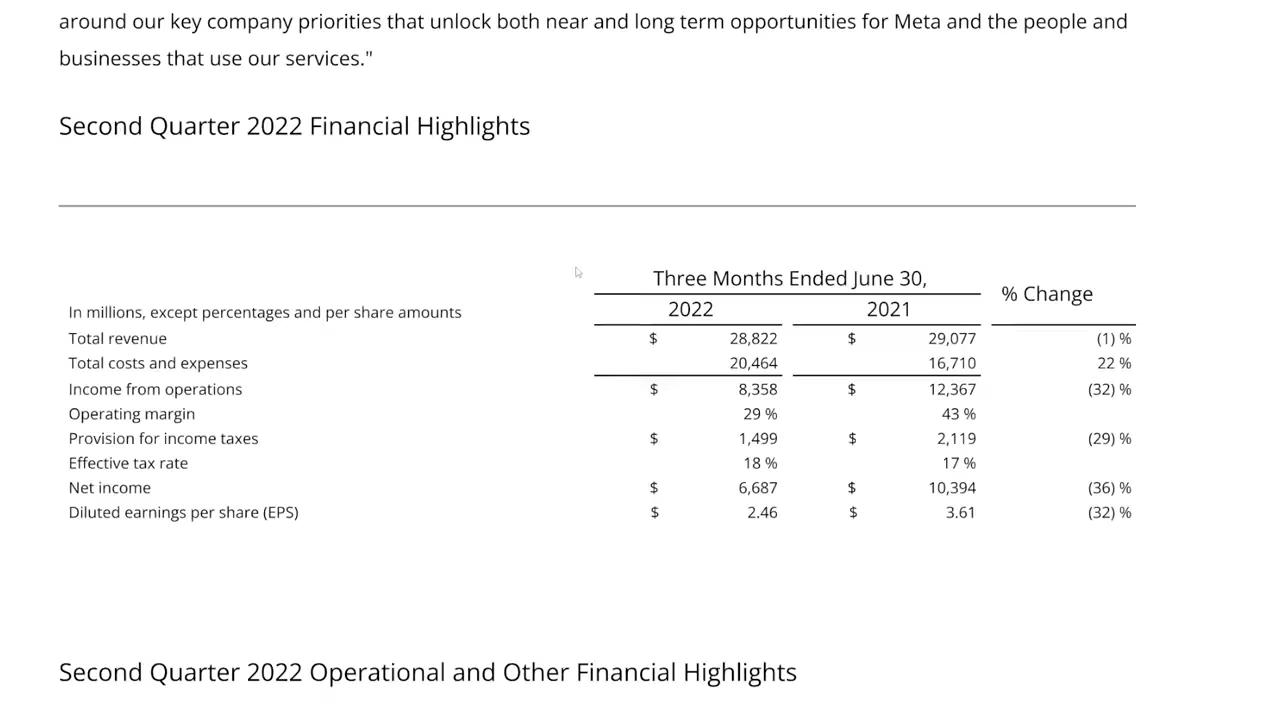 around our key company priorities that unlock both near and long term opportunities for Meta and the people and
businesses that use our services."
Second Quarter 2022 Financial Highlights
Three Months Ended June 30,
% Change
In millions, except percentages and per share amounts 2022 2021
Total revenue $ 28,822 $ 29,077 (1) %
Total costs and expenses 20,464 16,710 22 %
Income from operations $ 8,358 $ 12,367 (32) %
Operating margin 29 % 43 %
Provision for income taxes $ 1,499 $ 2,119 (29) %
Effective tax rate 18 % 17 %
Net income $ 6,687 $ 10,394 (36) %
Diluted earnings per share (EPS) $ 2.46 $ 3.61 (32) %
Second Quarter 2022 Operational and Other Financial Highlights